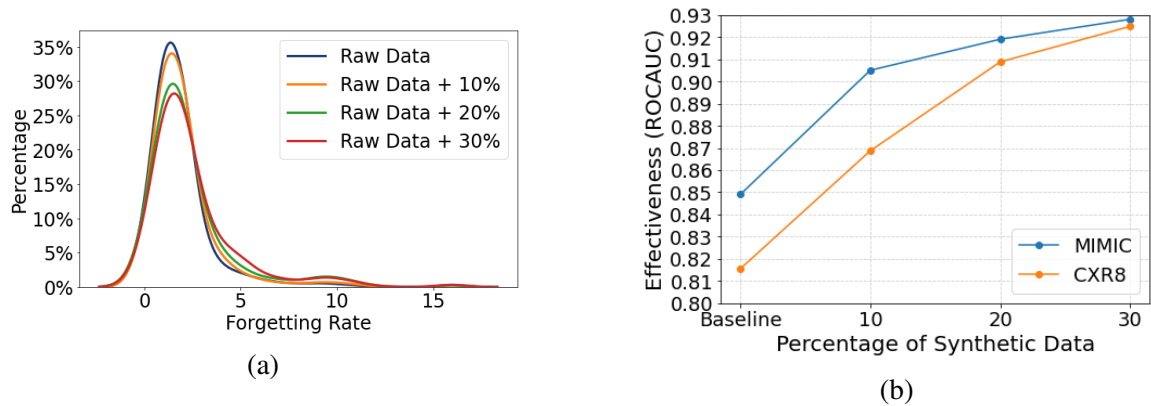 35%
30%
25%
20%
15%
10%
5%
0%
Percentage
0
5
10
15
Forgetting Rate
Raw Data
Raw Data + 10%
Raw Data + 20%
Raw Data + 30%
(a)
0.93
0.92
0.91
0.90
0.89
0.88
0.87
0.86
0.85
0.84
0.83
0.82
0.81
0.80
Effectiveness (ROCAUC)
Baseline
10
20
30
Percentage of Synthetic Data
MIMIC
CXR8
(b)